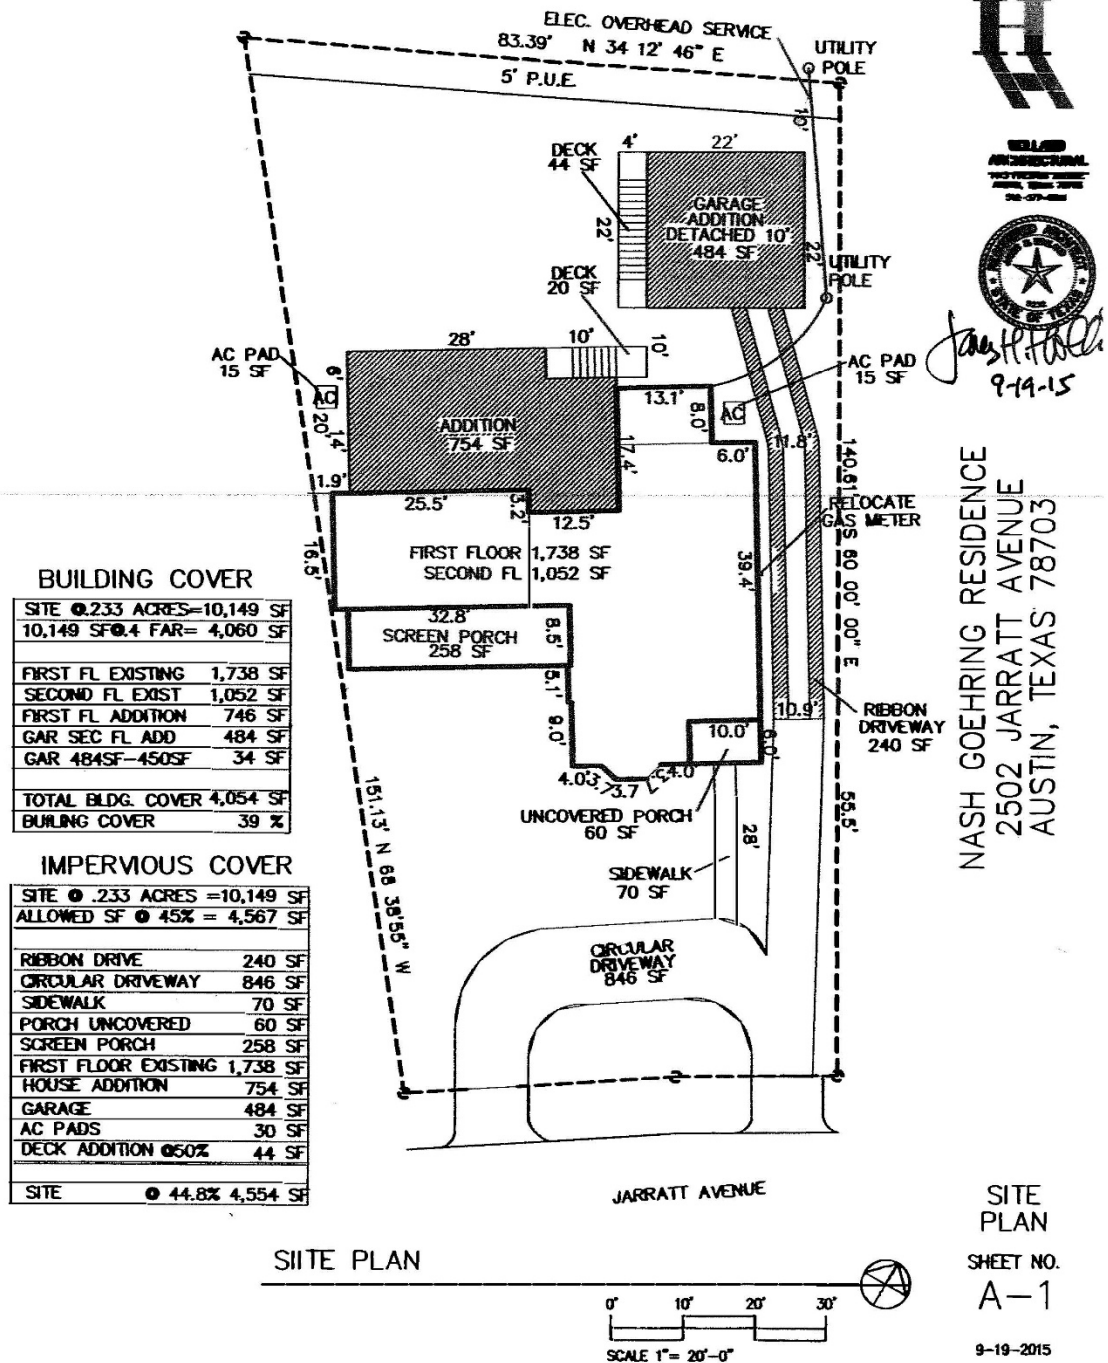 ELEC. OVERHEAD SERVICE
83.39' N 34 12' 46" E
UTILITY
POLE
5' P.U.E.
10'
DECK
44 SF
4'
22'
22'
GARAGE
ADDITION
DETACHED 10'
484 SF
22'
UTILITY
POLE
DECK
20 SF
28'
10'
10'
AC PAD
15 SF
6'
AC
20'
14'
ADDITION
754 SF
13.1'
8.0'
AC PAD
15 SF
AC
6.0'
11.8'
17.4'
1.9'
25.5'
3.2'
12.5'
140.61' S 60 00' 00" E
RELOCATE
GAS METER
16.5'
FIRST FLOOR 1,738 SF
SECOND FL 1,052 SF
39.4'
32.8'
SCREEN PORCH
258 SF
8.5'
5.1'
9.0'
10.0'
6.0'
10.9'
RIBBON
DRIVEWAY
240 SF
4.0'
3.7
3.7
4.0
UNCOVERED PORCH
60 SF
28'
55.5'
SIDEWALK
70 SF
151.13' N 68 38'55" W
CIRCULAR
DRIVEWAY
846 SF
JARRATT AVENUE
BUILDING COVER
SITE @.233 ACRES=10,149 SF
10,149 SF@.4 FAR= 4,060 SF
FIRST FL EXISTING 1,738 SF
SECOND FL EXIST 1,052 SF
FIRST FL ADDITION 746 SF
GAR SEC FL ADD 484 SF
GAR 484SF-450SF 34 SF
TOTAL BLDG. COVER 4,054 SF
BUILING COVER 39 %
IMPERVIOUS COVER
SITE @ .233 ACRES =10,149 SF
ALLOWED SF @ 45% = 4,567 SF
RIBBON DRIVE 240 SF
CIRCULAR DRIVEWAY 846 SF
SIDEWALK 70 SF
PORCH UNCOVERED 60 SF
SCREEN PORCH 258 SF
FIRST FLOOR EXISTING 1,738 SF
HOUSE ADDITION 754 SF
GARAGE 484 SF
AC PADS 30 SF
DECK ADDITION @50% 44 SF
SITE @ 44.8% 4,554 SF
SIITE PLAN
0' 10' 20' 30'
SCALE 1"= 20'-0"
ARCHITECTURAL
REGISTERED ARCHITECT
STATE OF TEXAS
9-19-15
NASH GOEHRING RESIDENCE
2502 JARRATT AVENUE
AUSTIN, TEXAS 78703
SITE
PLAN
SHEET NO.
A-1
9-19-2015